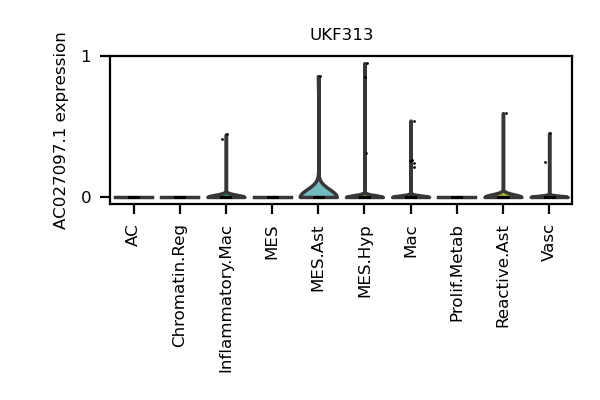 UKF313
AC027097.1 expression
1
0
AC
Chromatin.Reg
Inflammatory.Mac
MES
MES.Ast
MES.Hyp
Mac
Prolif.Metab
Reactive.Ast
Vasc